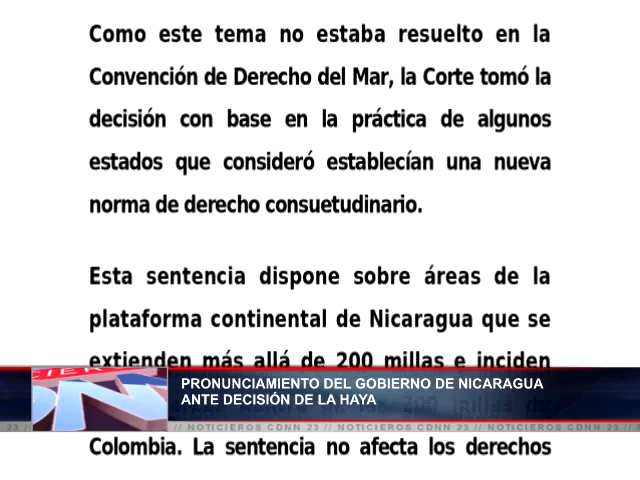 Como este tema no estaba resuelto en la
Convención de Derecho del Mar, la Corte tomó la
decisión con base en la práctica de algunos
estados que consideró establecían una nueva
norma de derecho consuetudinario.
Esta sentencia dispone sobre áreas de la
plataforma continental de Nicaragua que se
extienden más allá de 200 millas e inciden
PRONUNCIAMIENTO DEL GOBIERNO DE NICARAGUA
ANTE DECISIÓN DE LA HAYA
23 // NOTICIEROS CDNN 23 // NOTICIEROS CDNN 23 // NOTICIEROS CDNN 23 //
Colombia. La sentencia no afecta los derechos